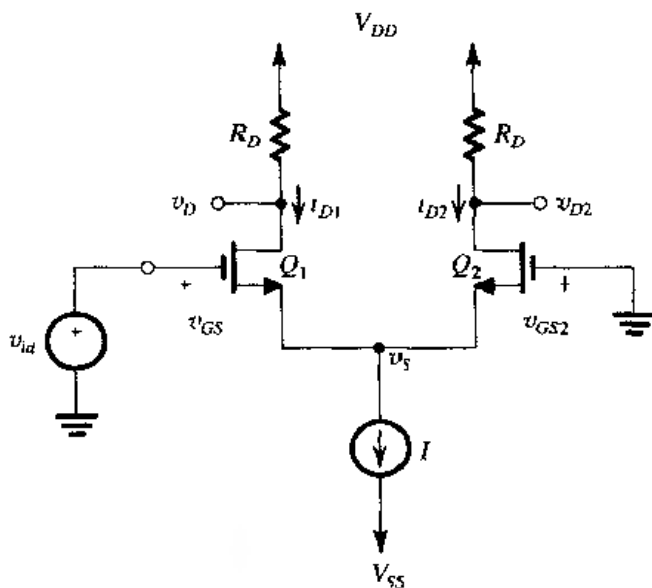 V_DD
R_D R_D
v_D i_D1 i_D2 v_D2
Q_1 Q_2
+ +
v_GS v_GS2
v_id +
v_S
I
V_SS